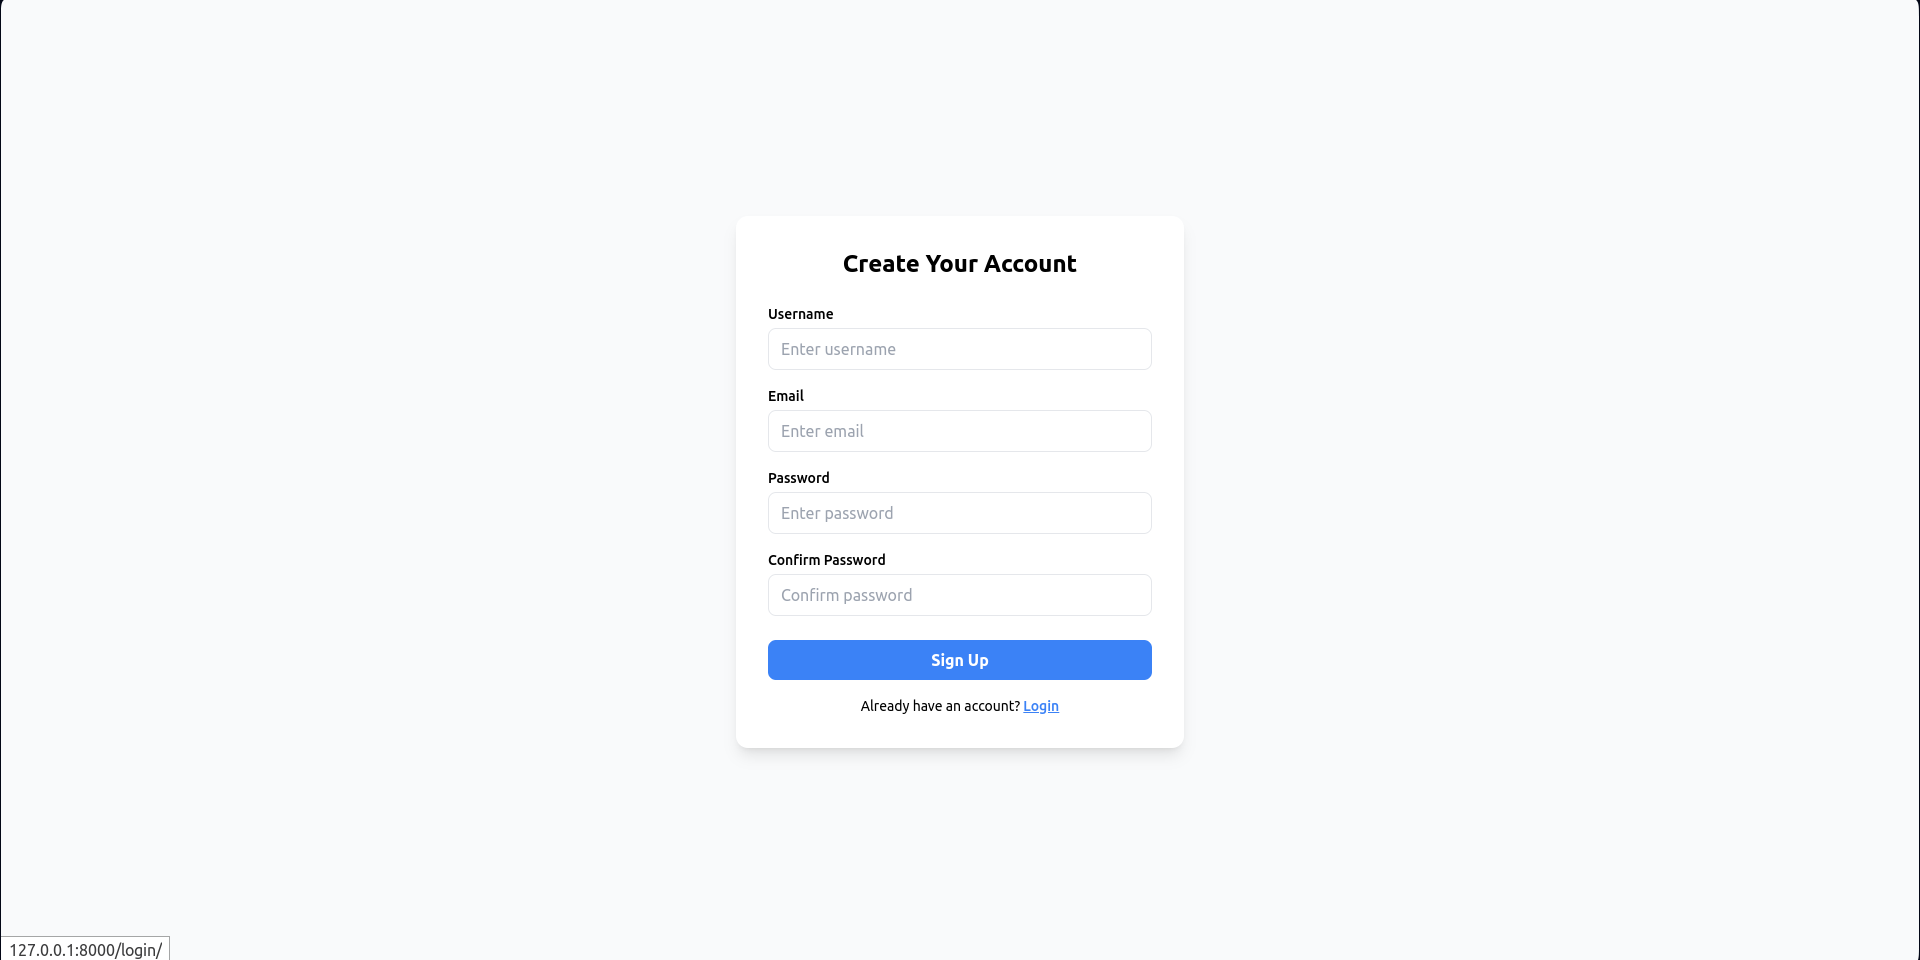 Create Your Account
Username
Enter username
Email
Enter email
Password
Enter password
Confirm Password
Confirm password
Sign Up
Already have an account? Login
127.0.0.1:8000/login/